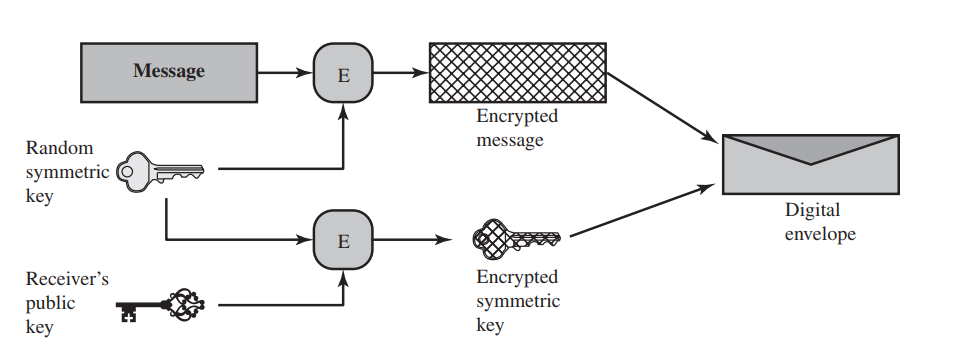 Message
E
Encrypted
message
Random
symmetric
key
Digital
envelope
E
Encrypted
symmetric
key
Receiver's
public
key